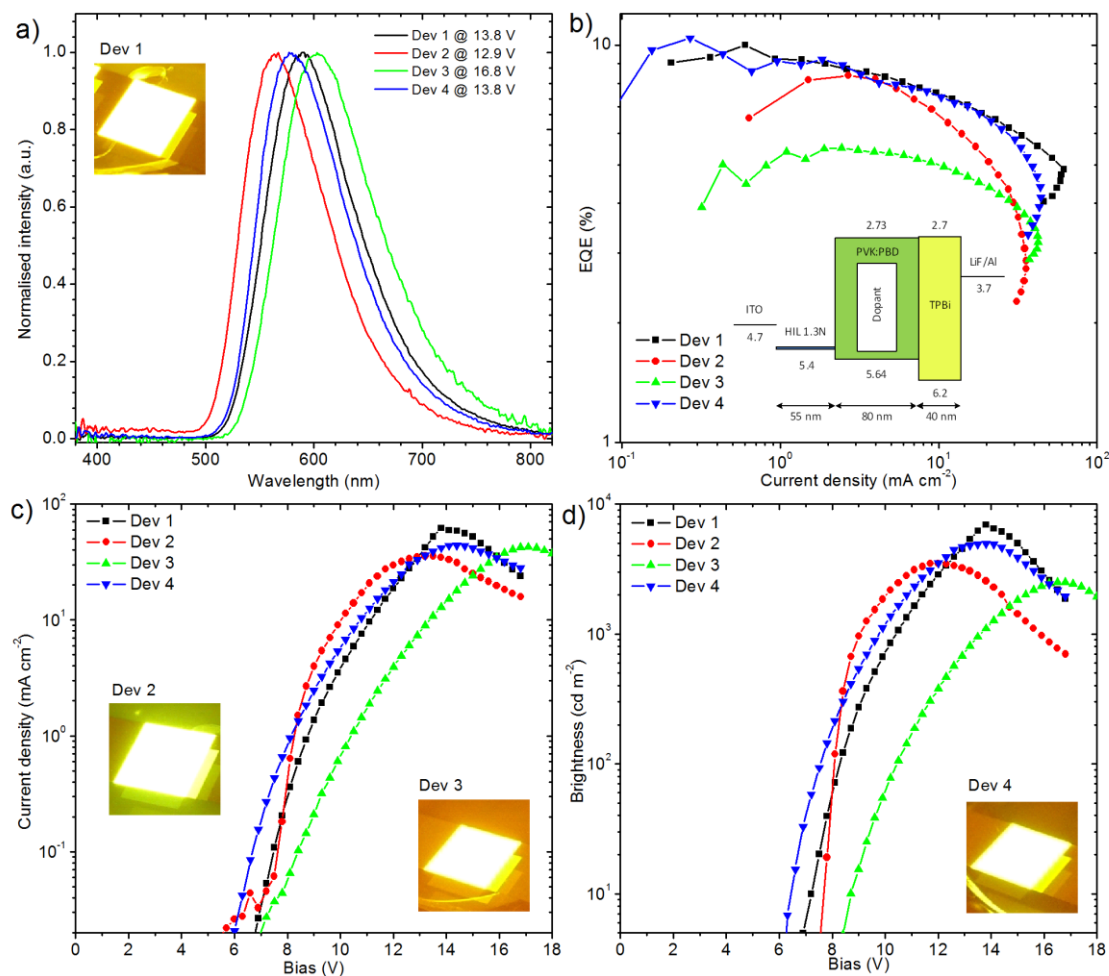 a)
Dev 1
Dev 1 @ 13.8 V
Dev 2 @ 12.9 V
Dev 3 @ 16.8 V
Dev 4 @ 13.8 V
Normalised intensity (a.u.)
1.0
0.8
0.6
0.4
0.2
0.0
400 500 600 700 800
Wavelength (nm)
b)
EQE (%)
10
1
2.73 2.7
PVK:PBD
LiF/Al
3.7
Dopant
TPBi
ITO
4.7
HIL 1.3N
5.4
5.64
6.2
55 nm 80 nm 40 nm
Dev 1
Dev 2
Dev 3
Dev 4
10-1 100 101 102
Current density (mA cm-2)
c)
Dev 1
Dev 2
Dev 3
Dev 4
Current density (mA cm-2)
102
101
100
10-1
Dev 2
Dev 3
4 6 8 10 12 14 16 18
Bias (V)
d)
Dev 1
Dev 2
Dev 3
Dev 4
Brightness (cd m-2)
104
103
102
101
Dev 4
4 6 8 10 12 14 16 18
Bias (V)